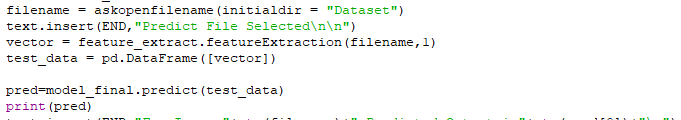 filename = askopenfilename(initialdir = "Dataset")
text.insert(END,"Predict File Selected\n\n")
vector = feature_extract.featureExtraction(filename,1)
test_data = pd.DataFrame([vector])
pred=model_final.predict(test_data)
print(pred)